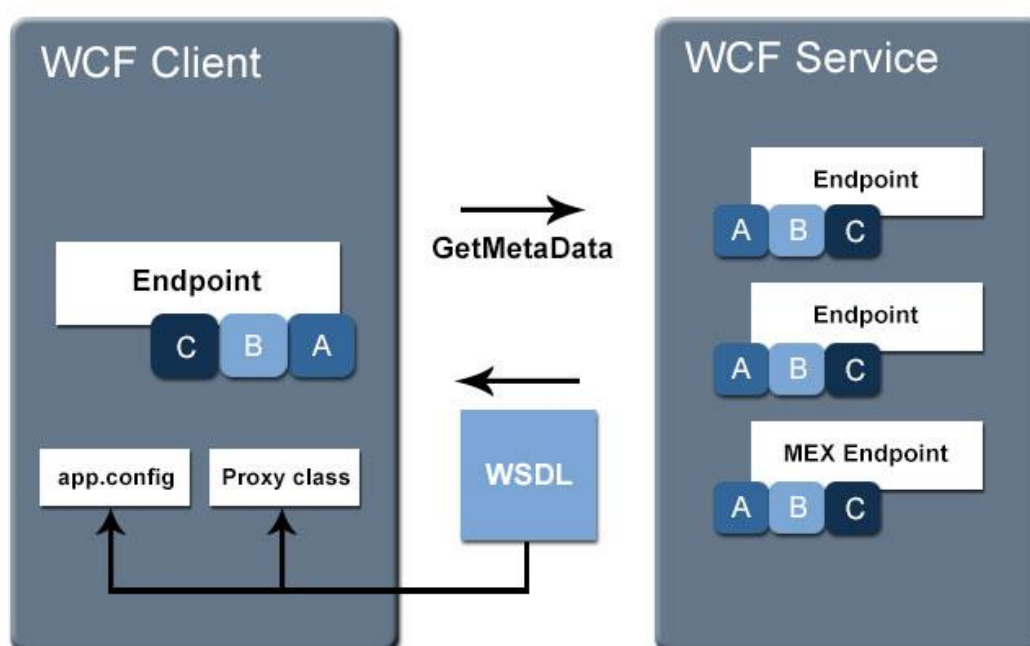 WCF Client
Endpoint
C B A
app.config
Proxy class
GetMetaData
WSDL
WCF Service
Endpoint
A B C
Endpoint
A B C
MEX Endpoint
A B C